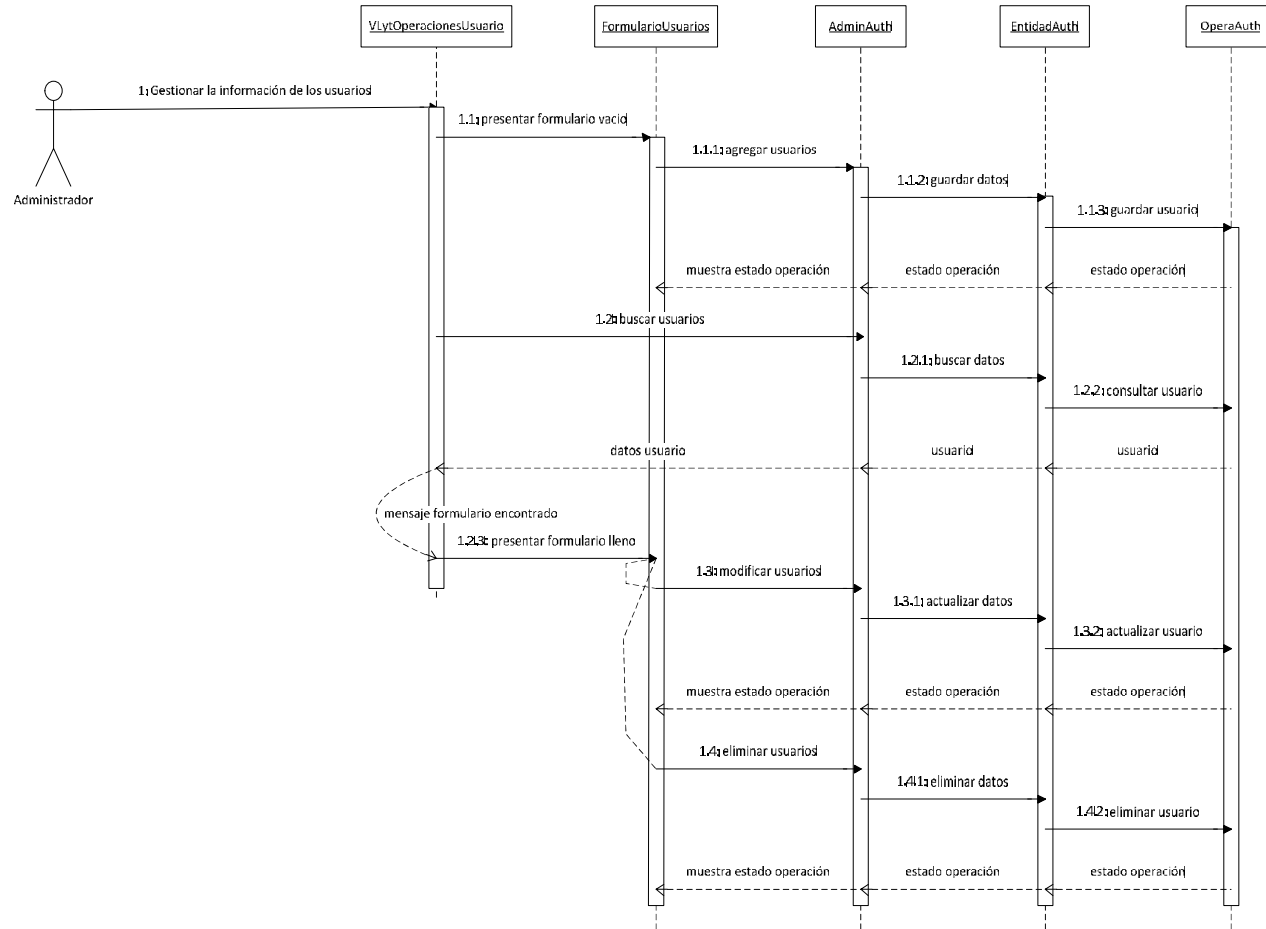 VLytOperacionesUsuario
FormularioUsuarios
AdminAuth
EntidadAuth
OperaAuth
1: Gestionar la información de los usuarios
Administrador
1.1: presentar formulario vacio
1.1.1: agregar usuarios
1.1.2: guardar datos
1.1.3: guardar usuario
muestra estado operación
estado operación
estado operación
1.2: buscar usuarios
1.2.1: buscar datos
1.2.2: consultar usuario
datos usuario
usuario
usuario
mensaje formulario encontrado
1.2.3: presentar formulario lleno
1.3: modificar usuarios
1.3.1: actualizar datos
1.3.2: actualizar usuario
muestra estado operación
estado operación
estado operación
1.4: eliminar usuarios
1.4.1: eliminar datos
1.4.2: eliminar usuario
muestra estado operación
estado operación
estado operación